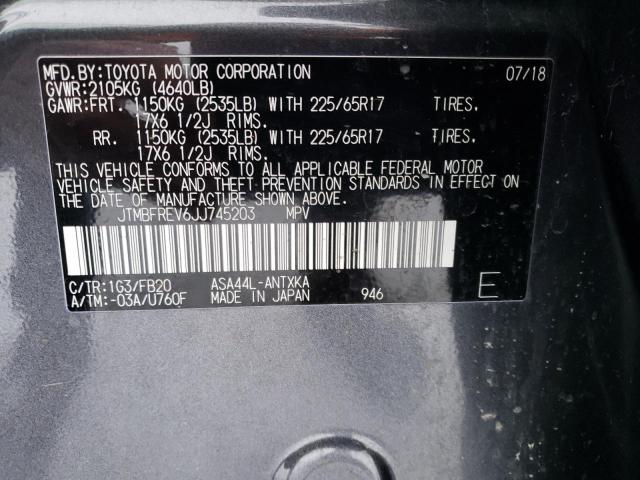 MFD.BY:TOYOTA MOTOR CORPORATION 07/18
GVWR:2105KG (4640LB)
GAWR:FRT. 1150KG (2535LB) WITH 225/65R17 TIRES.
17X6 1/2J RIMS.
RR. 1150KG (2535LB) WITH 225/65R17 TIRES.
17X6 1/2J RIMS.
THIS VEHICLE CONFORMS TO ALL APPLICABLE FEDERAL MOTOR
VEHICLE SAFETY AND THEFT PREVENTION STANDARDS IN EFFECT ON
THE DATE OF MANUFACTURE SHOWN ABOVE.
JTMBFREV6JJ745203 MPV
C/TR:1G3/FB20 ASA44L-ANTXKA
A/TM:-03A/U760F MADE IN JAPAN 946 E